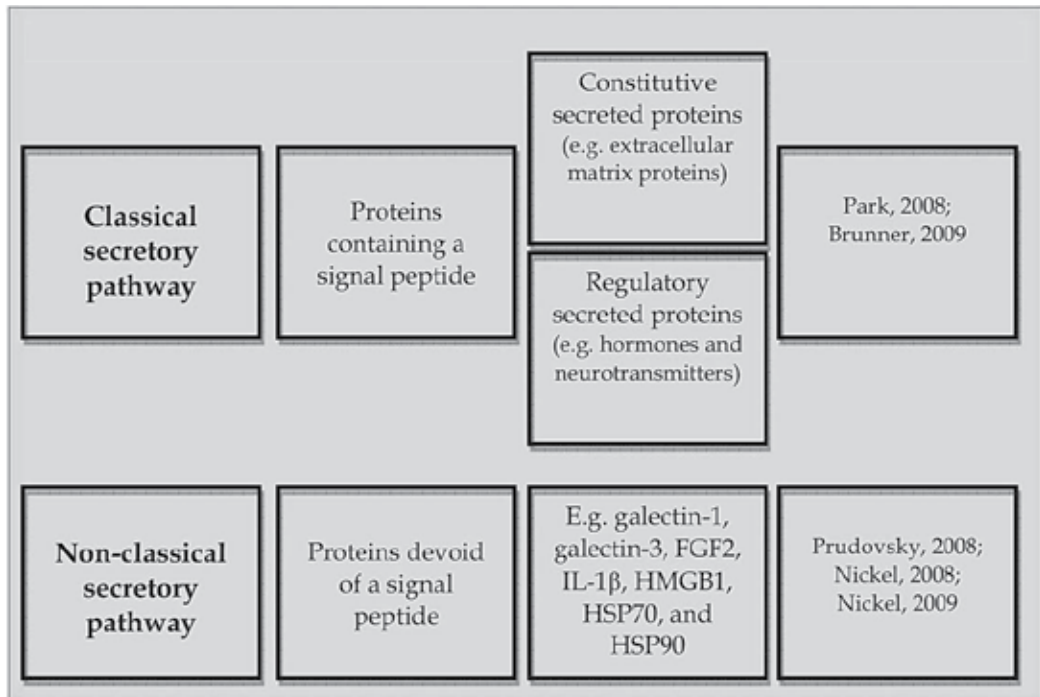 Classical
secretory
pathway
Proteins
containing a
signal peptide
Constitutive
secreted proteins
(e.g. extracellular
matrix proteins)
Regulatory
secreted proteins
(e.g. hormones and
neurotransmitters)
Park, 2008;
Brunner, 2009
Non-classical
secretory
pathway
Proteins devoid
of a signal
peptide
E.g. galectin-1,
galectin-3, FGF2,
IL-1β, HMGB1,
HSP70, and
HSP90
Prudovsky, 2008;
Nickel, 2008;
Nickel, 2009